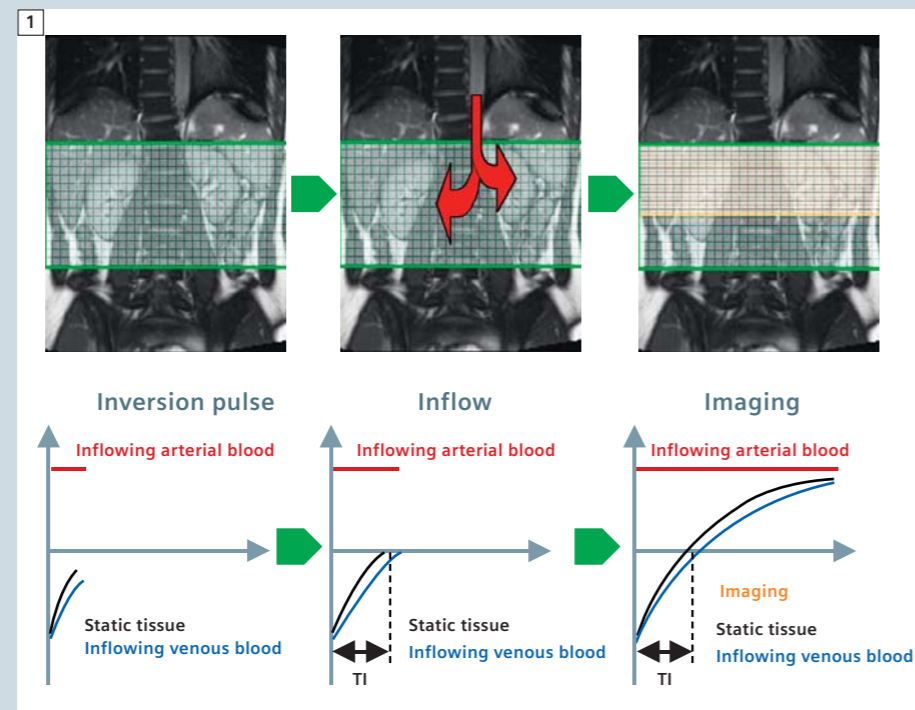 1
Inversion pulse
Inflow
Imaging
Inflowing arterial blood
Static tissue
Inflowing venous blood
Inflowing arterial blood
Static tissue
Inflowing venous blood
TI
Inflowing arterial blood
Imaging
Static tissue
Inflowing venous blood
TI